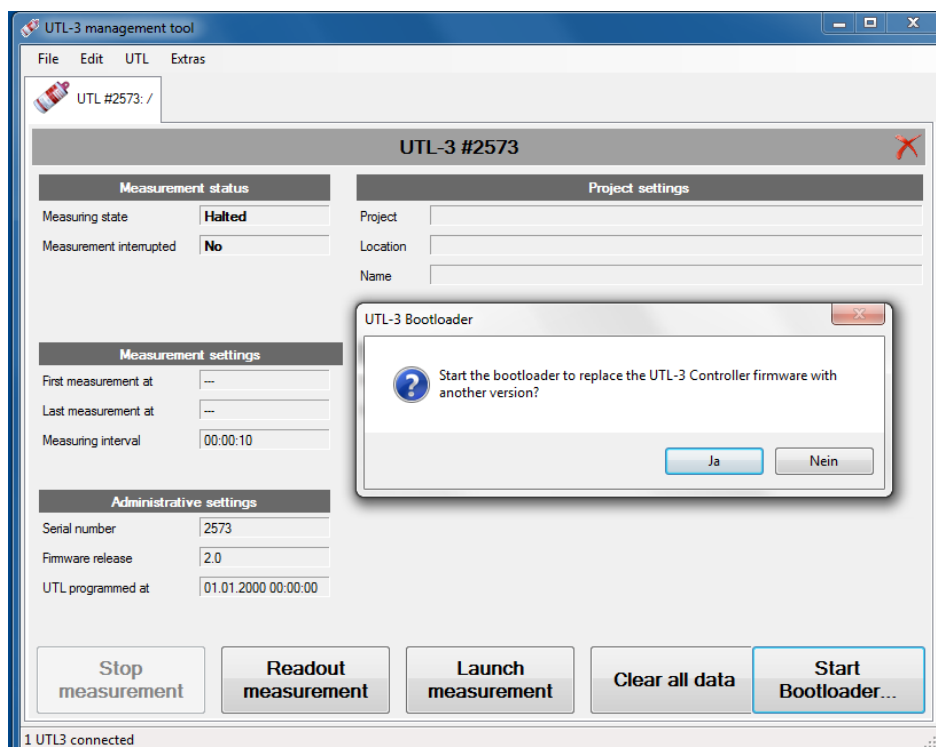 UTL-3 management tool
File Edit UTL Extras
UTL #2573: /
UTL-3 #2573
Measurement status
Measuring state Halted
Measurement interrupted No
Project settings
Project
Location
Name
UTL-3 Bootloader
Start the bootloader to replace the UTL-3 Controller firmware with
another version?
Ja Nein
Measurement settings
First measurement at ---
Last measurement at ---
Measuring interval 00:00:10
Administrative settings
Serial number 2573
Firmware release 2.0
UTL programmed at 01.01.2000 00:00:00
Stop
measurement
Readout
measurement
Launch
measurement
Clear all data
Start
Bootloader...
1 UTL3 connected